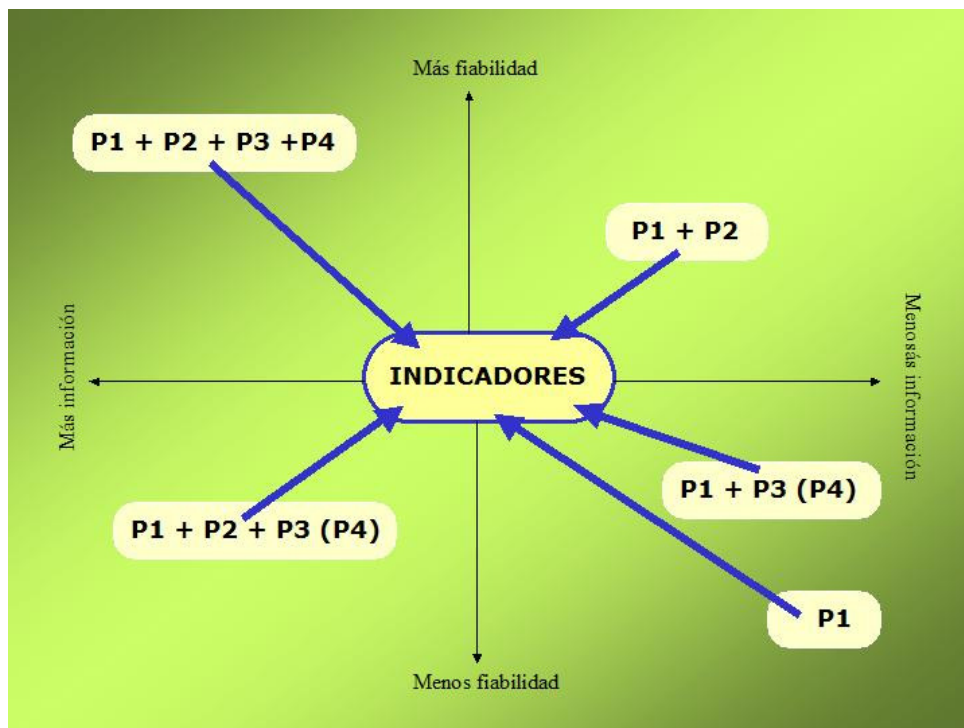 Más fiabilidad
P1 + P2 + P3 +P4
P1 + P2
Más información
INDICADORES
Menosás información
P1 + P3 (P4)
P1 + P2 + P3 (P4)
P1
Menos fiabilidad